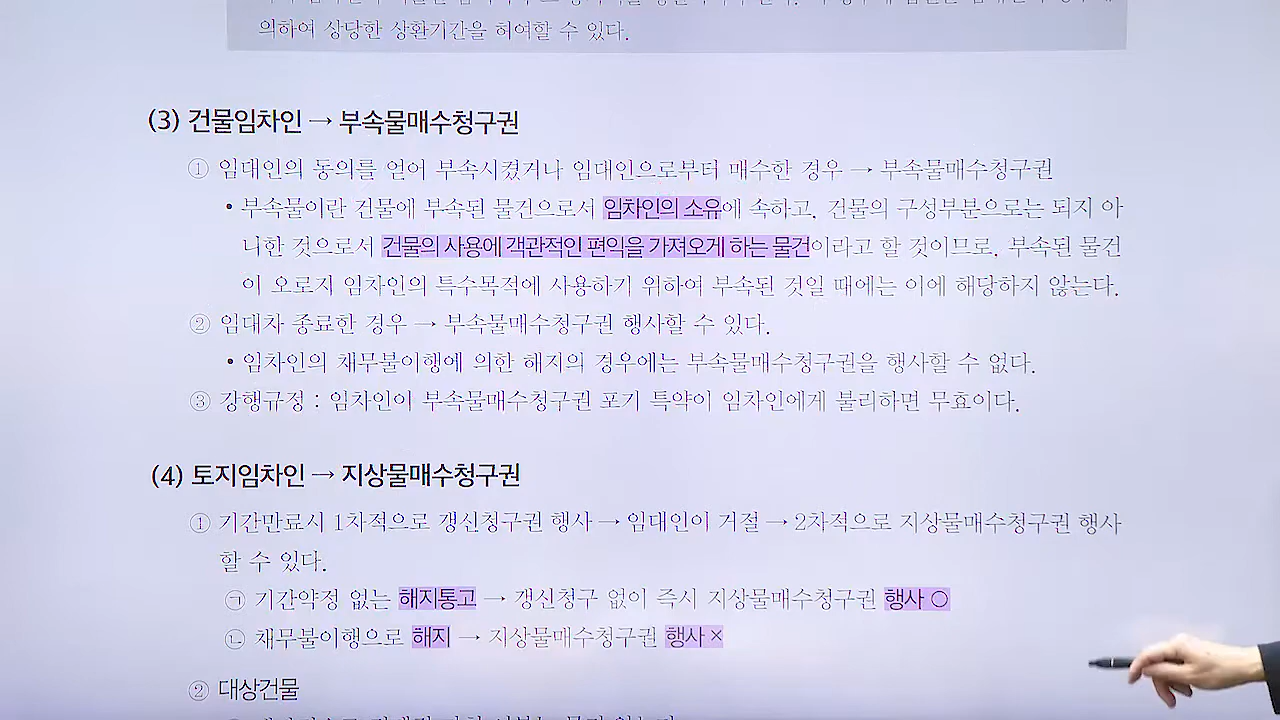 의하여 상당한 상환기간을 허여할 수 있다.
(3) 건물임차인 → 부속물매수청구권
① 임대인의 동의를 얻어 부속시켰거나 임대인으로부터 매수한 경우 → 부속물매수청구권
• 부속물이란 건물에 부속된 물건으로서 임차인의 소유에 속하고, 건물의 구성부분으로는 되지 아
니한 것으로서 건물의 사용에 객관적인 편익을 가져오게 하는 물건이라고 할 것이므로, 부속된 물건
이 오로지 임차인의 특수목적에 사용하기 위하여 부속된 것일 때에는 이에 해당하지 않는다.
② 임대차 종료한 경우 → 부속물매수청구권 행사할 수 있다.
• 임차인의 채무불이행에 의한 해지의 경우에는 부속물매수청구권을 행사할 수 없다.
③ 강행규정 : 임차인이 부속물매수청구권 포기 특약이 임차인에게 불리하면 무효이다.
(4) 토지임차인 → 지상물매수청구권
① 기간만료시 1차적으로 갱신청구권 행사 → 임대인이 거절 → 2차적으로 지상물매수청구권 행사
할 수 있다.
㉠ 기간약정 없는 해지통고 → 갱신청구 없이 즉시 지상물매수청구권 행사 ○
㉡ 채무불이행으로 해지 → 지상물매수청구권 행사 ×
② 대상건물